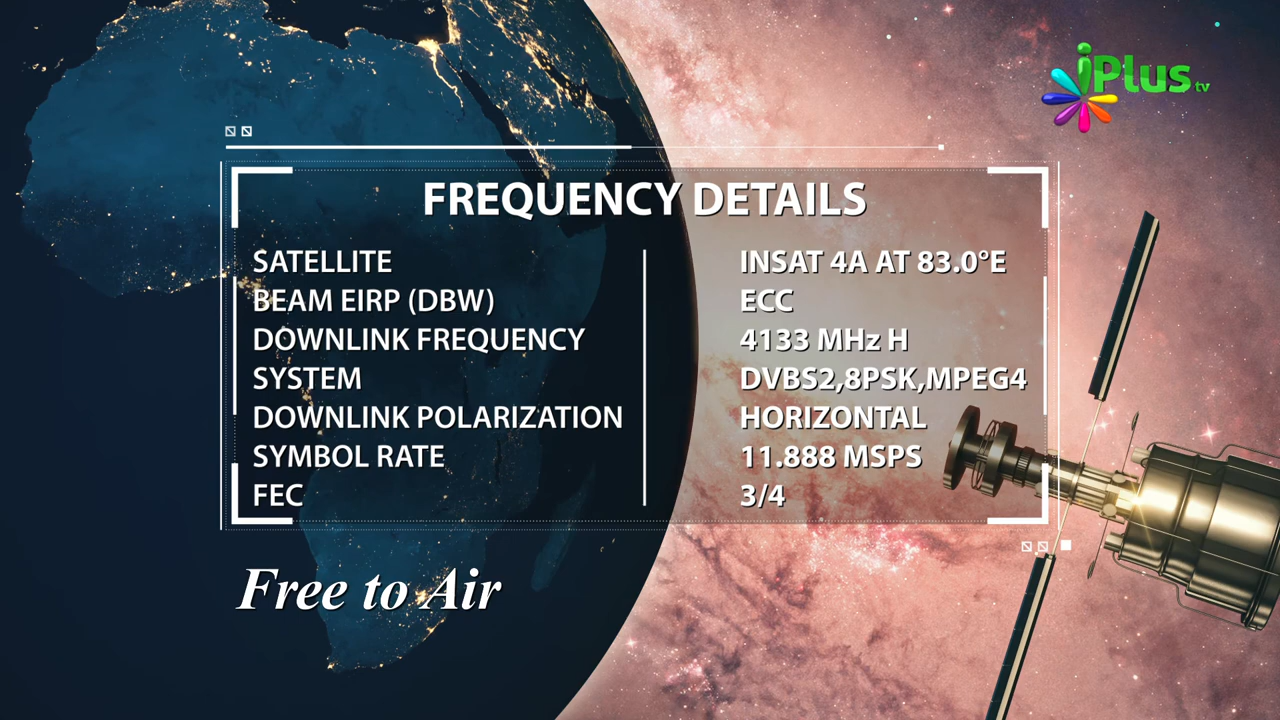 iPlus tv
FREQUENCY DETAILS
SATELLITE INSAT 4A AT 83.0°E
BEAM EIRP (DBW) ECC
DOWNLINK FREQUENCY 4133 MHz H
SYSTEM DVBS2,8PSK,MPEG4
DOWNLINK POLARIZATION HORIZONTAL
SYMBOL RATE 11.888 MSPS
FEC 3/4
Free to Air